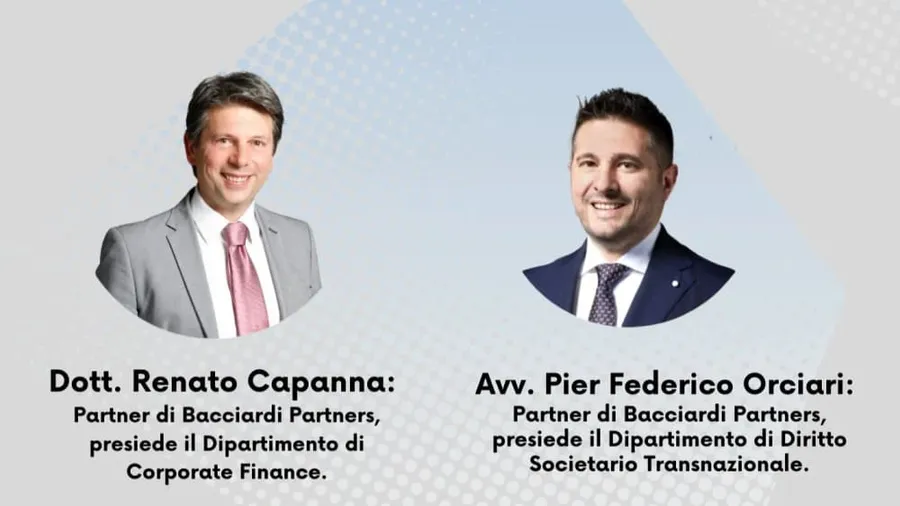 Dott. Renato Capanna:
Partner di Bacciardi Partners,
presiede il Dipartimento di
Corporate Finance.
Avv. Pier Federico Orciari:
Partner di Bacciardi Partners,
presiede il Dipartimento di Diritto
Societario Transnazionale.